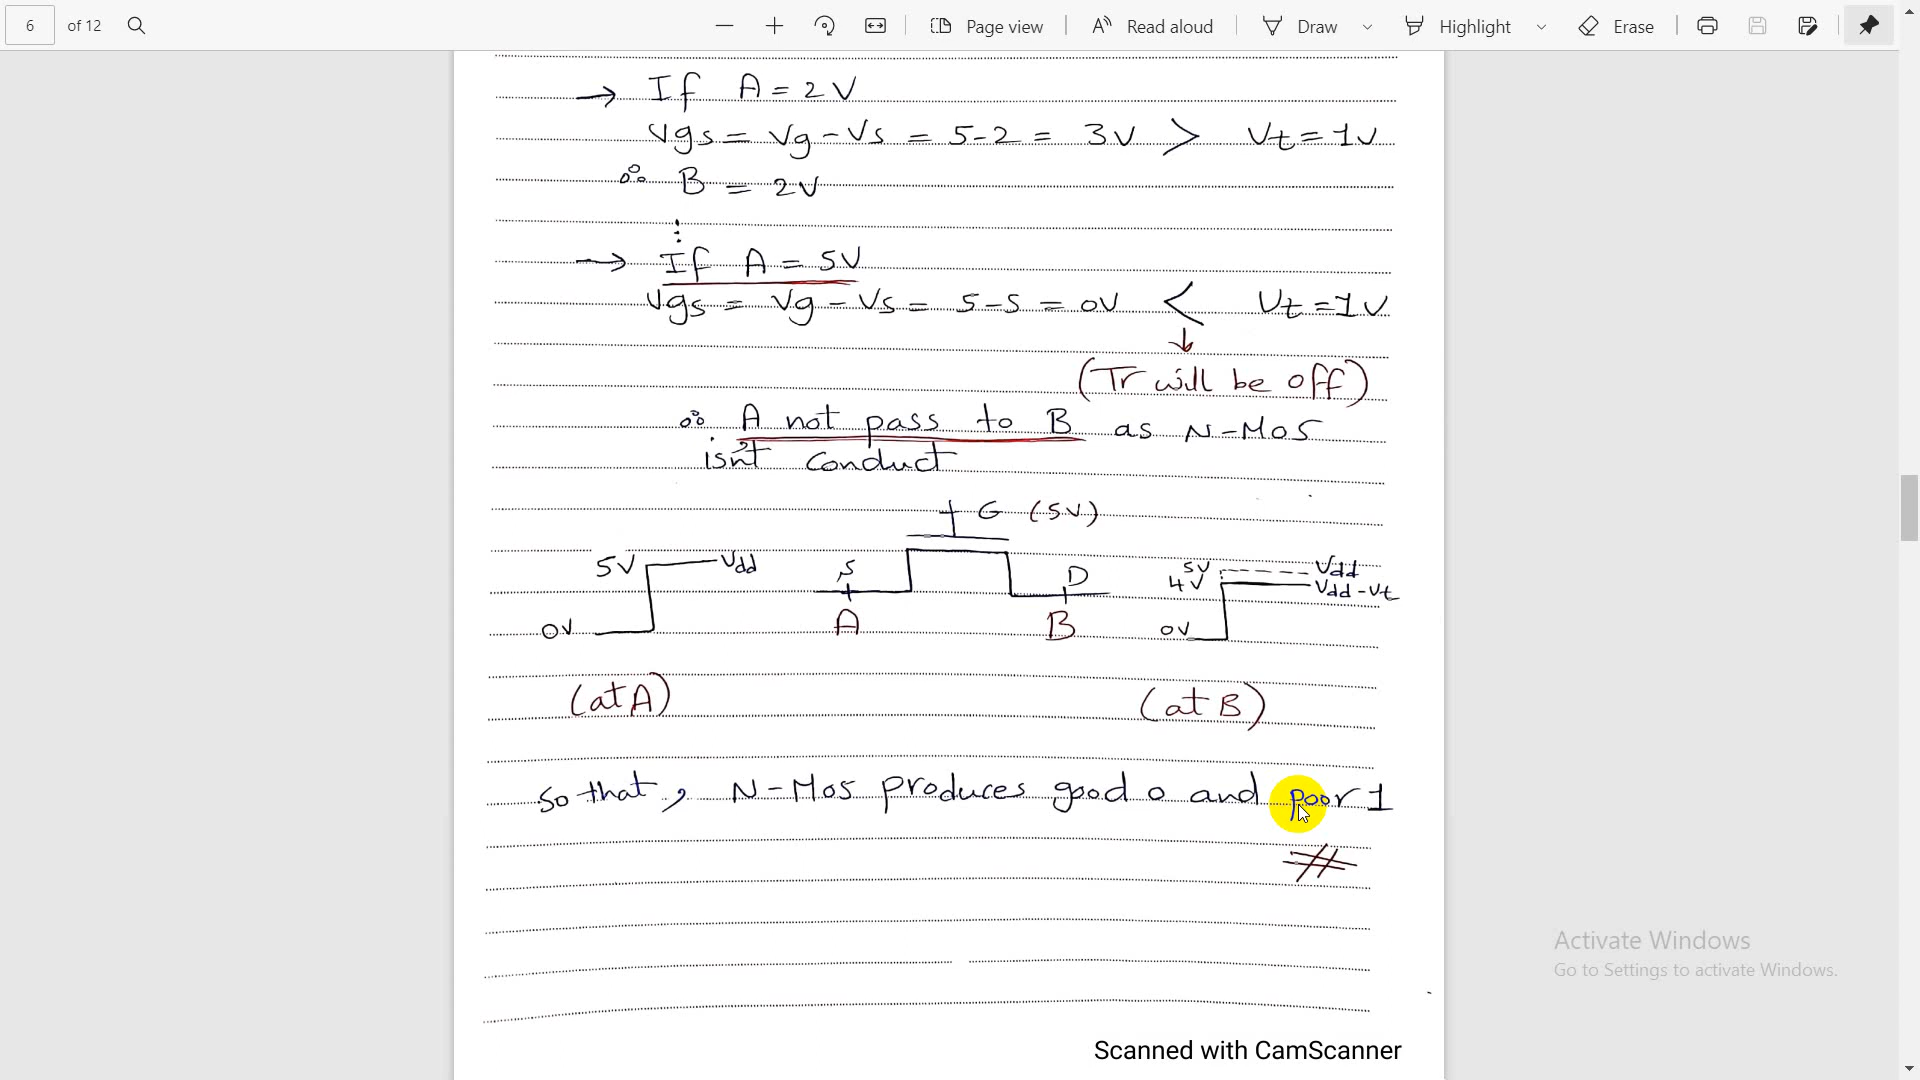 6 of 12 Page view Read aloud Draw Highlight Erase
→ If A = 2V
Vgs = Vg - Vs = 5-2 = 3V > Vt = 1V
∴ B = 2V
⋮
→ If A = 5V
Vgs = Vg - Vs = 5-5 = 0V < Vt = 1V
↓
(Tr will be off)
∴ A not pass to B as N-MOS
isn't conduct
G (5V)
5V Vdd S D 5V Vdd
4V Vdd-Vt
0V A B 0V
(at A) (at B)
So that, N-MOS produces good 0 and poor 1
Activate Windows
Go to Settings to activate Windows.
Scanned with CamScanner